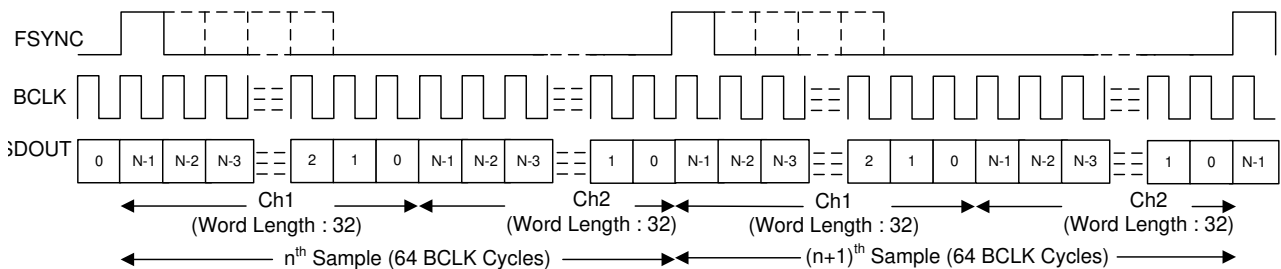 FSYNC
BCLK
SDOUT 0 N-1 N-2 N-3 2 1 0 N-1 N-2 N-3 1 0 N-1 N-2 N-3 2 1 0 N-1 N-2 N-3 1 0 N-1
Ch1 Ch2 Ch1 Ch2
(Word Length : 32) (Word Length : 32) (Word Length : 32) (Word Length : 32)
nth Sample (64 BCLK Cycles) (n+1)th Sample (64 BCLK Cycles)